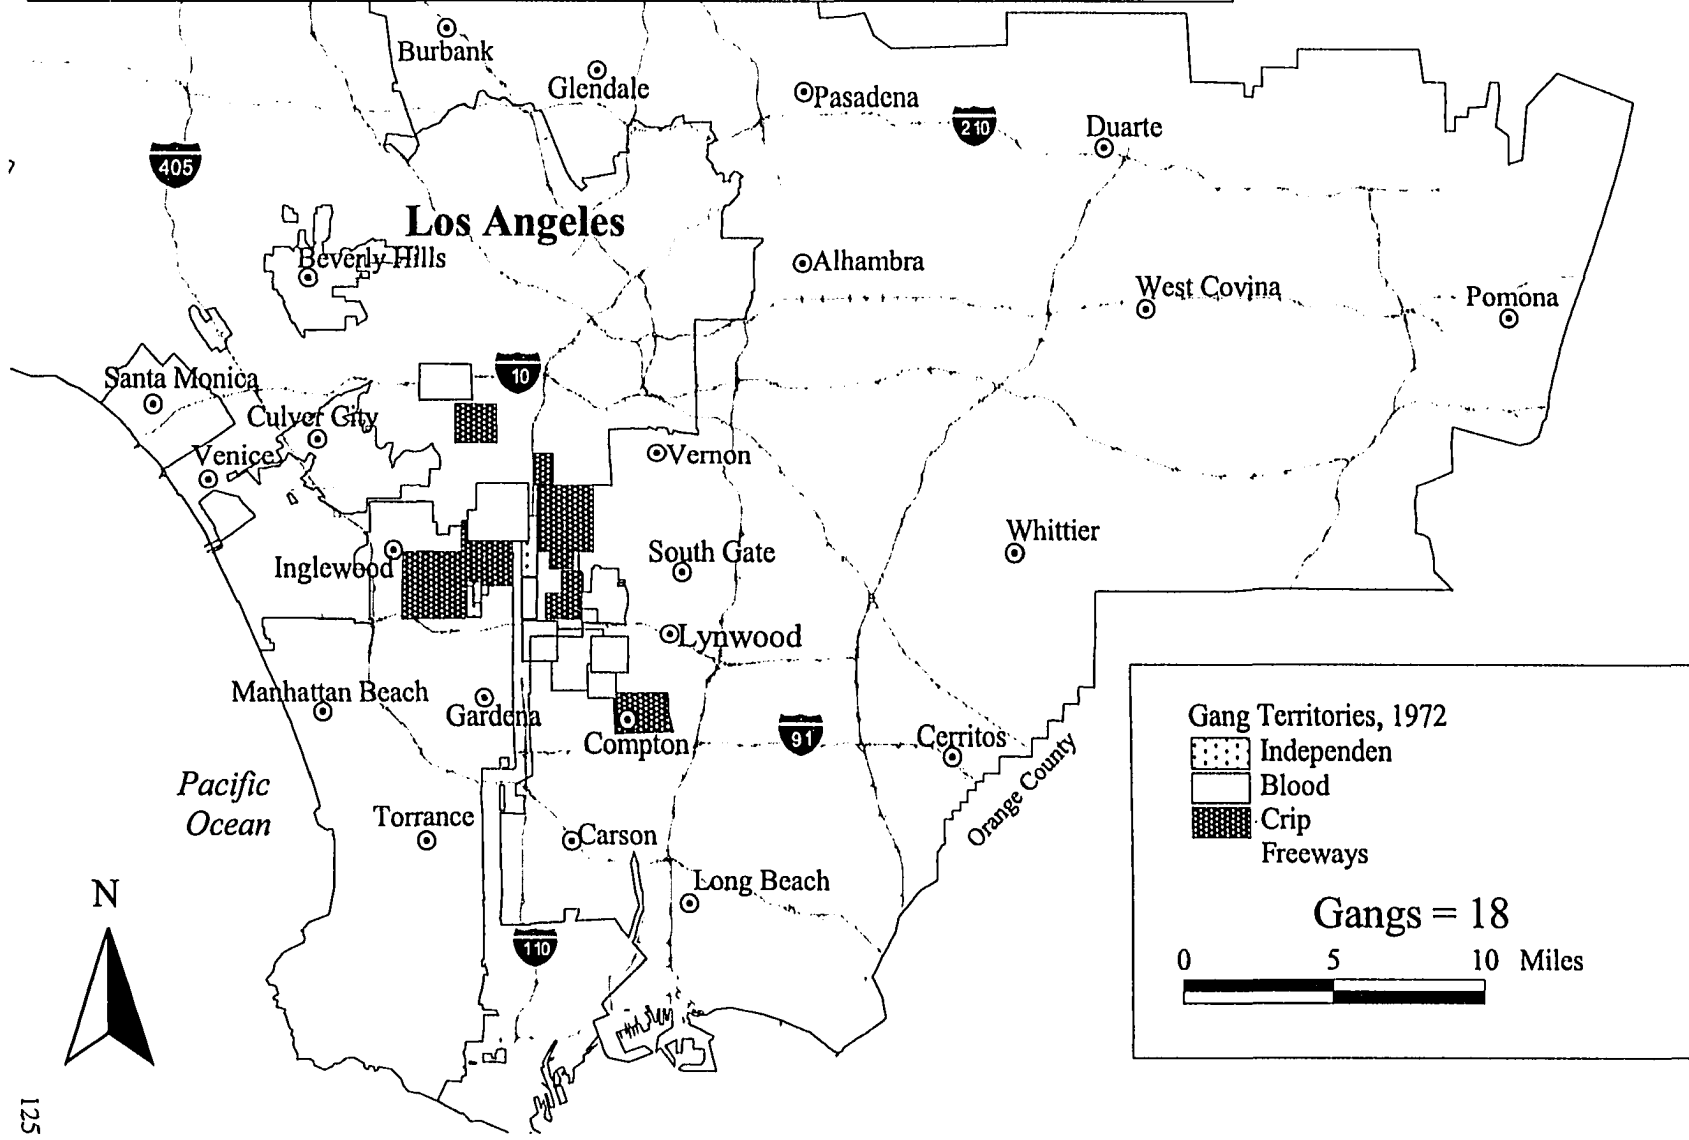 Burbank
Glendale
Pasadena
210
Duarte
405
Los Angeles
Beverly Hills
Alhambra
West Covina
Pomona
10
Santa Monica
Culver City
Venice
Vernon
Inglewood
South Gate
Whittier
Lynwood
Manhattan Beach
Gardena
Compton
91
Cerritos
Orange County
Pacific
Ocean
Torrance
Carson
Long Beach
110
N
Gang Territories, 1972
Independen
Blood
Crip
Freeways
Gangs = 18
0 5 10 Miles
125